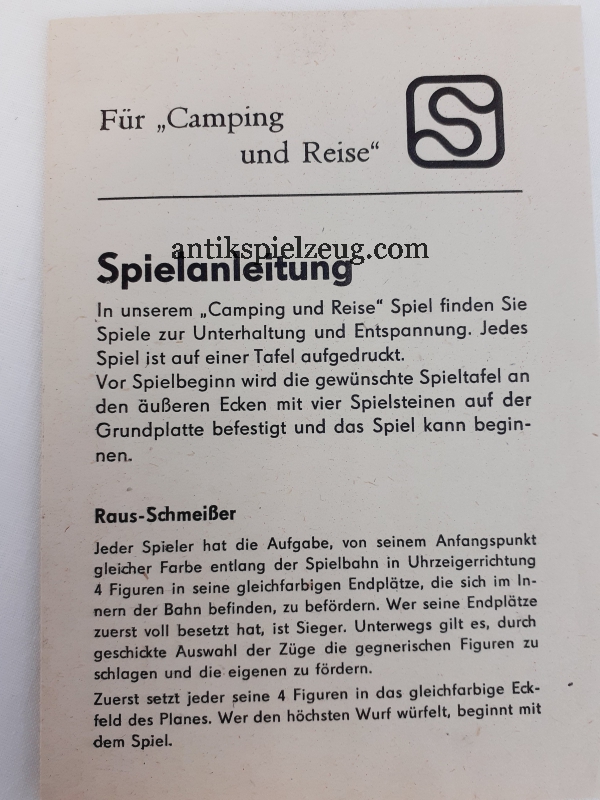 Für „Camping
und Reise“
antikspielzeug.com
Spielanleitung
In unserem „Camping und Reise“ Spiel finden Sie
Spiele zur Unterhaltung und Entspannung. Jedes
Spiel ist auf einer Tafel aufgedruckt.
Vor Spielbeginn wird die gewünschte Spieltafel an
den äußeren Ecken mit vier Spielsteinen auf der
Grundplatte befestigt und das Spiel kann begin-
nen.
Raus-Schmeißer
Jeder Spieler hat die Aufgabe, von seinem Anfangspunkt
gleicher Farbe entlang der Spielbahn in Uhrzeigerrichtung
4 Figuren in seine gleichfarbigen Endplätze, die sich im In-
nern der Bahn befinden, zu befördern. Wer seine Endplätze
zuerst voll besetzt hat, ist Sieger. Unterwegs gilt es, durch
geschickte Auswahl der Züge die gegnerischen Figuren zu
schlagen und die eigenen zu fördern.
Zuerst setzt jeder seine 4 Figuren in das gleichfarbige Eck-
feld des Planes. Wer den höchsten Wurf würfelt, beginnt mit
dem Spiel.